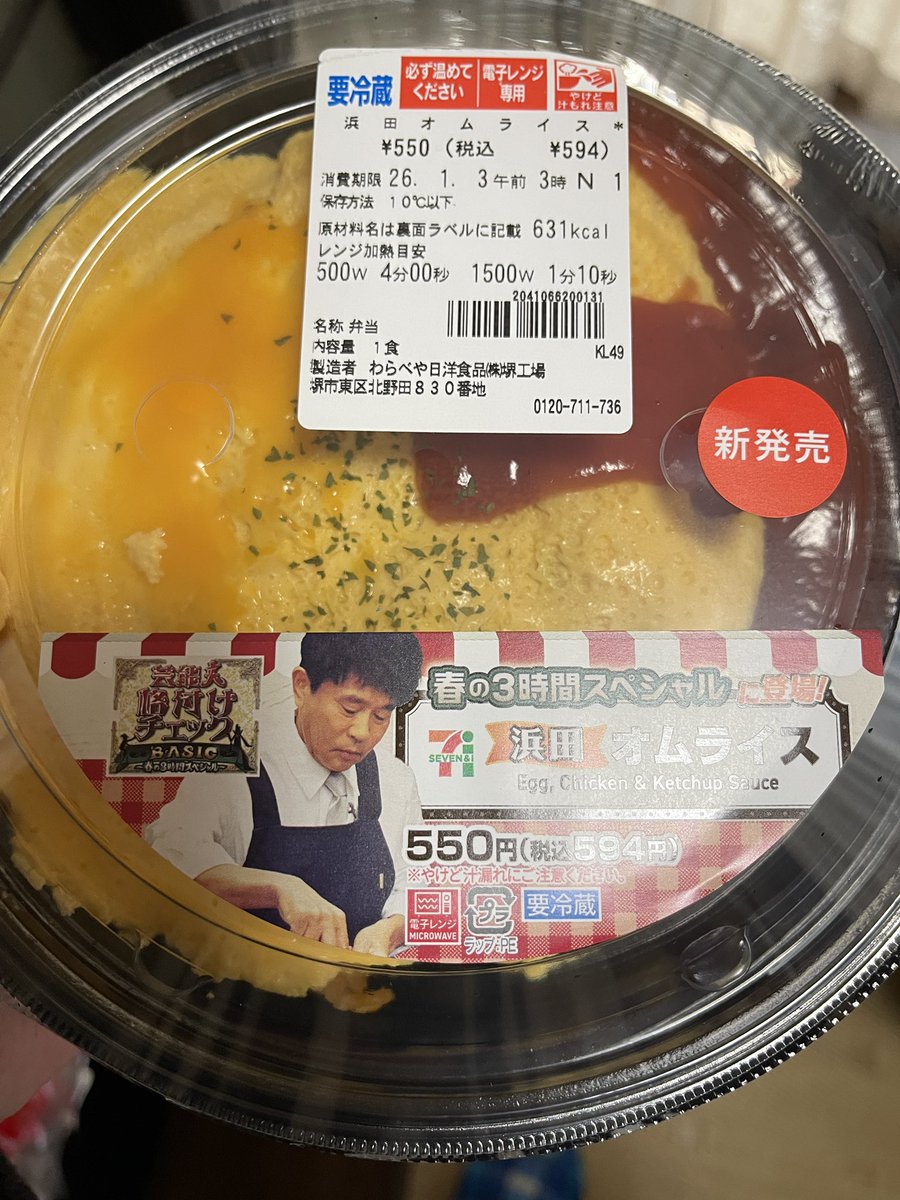 要冷蔵
必ず温めて
ください
電子レンジ
専用
やけど
汁もれ注意
浜田オムライス*
¥550(税込 ¥594)
消費期限 26. 1. 3午前 3時 N 1
保存方法 10℃以下
原材料名は裏面ラベルに記載 631kcal
レンジ加熱目安
500W 4分00秒 1500W 1分10秒
2041066200131
名称 弁当
内容量 1食
KL49
製造者 わらべや日洋食品㈱堺工場
堺市東区北野田830番地
0120-711-736
新発売
芸能人
格付け
チェック
BASIC
春の3時間スペシャル
春の3時間スペシャルに登場!
SEVEN&i
浜田 オムライス
Egg, Chicken & Ketchup Sauce
550円(税込594円)
※やけど汁漏れにご注意ください。
電子レンジ
MICROWAVE
プラ
ラップ:PE
要冷蔵